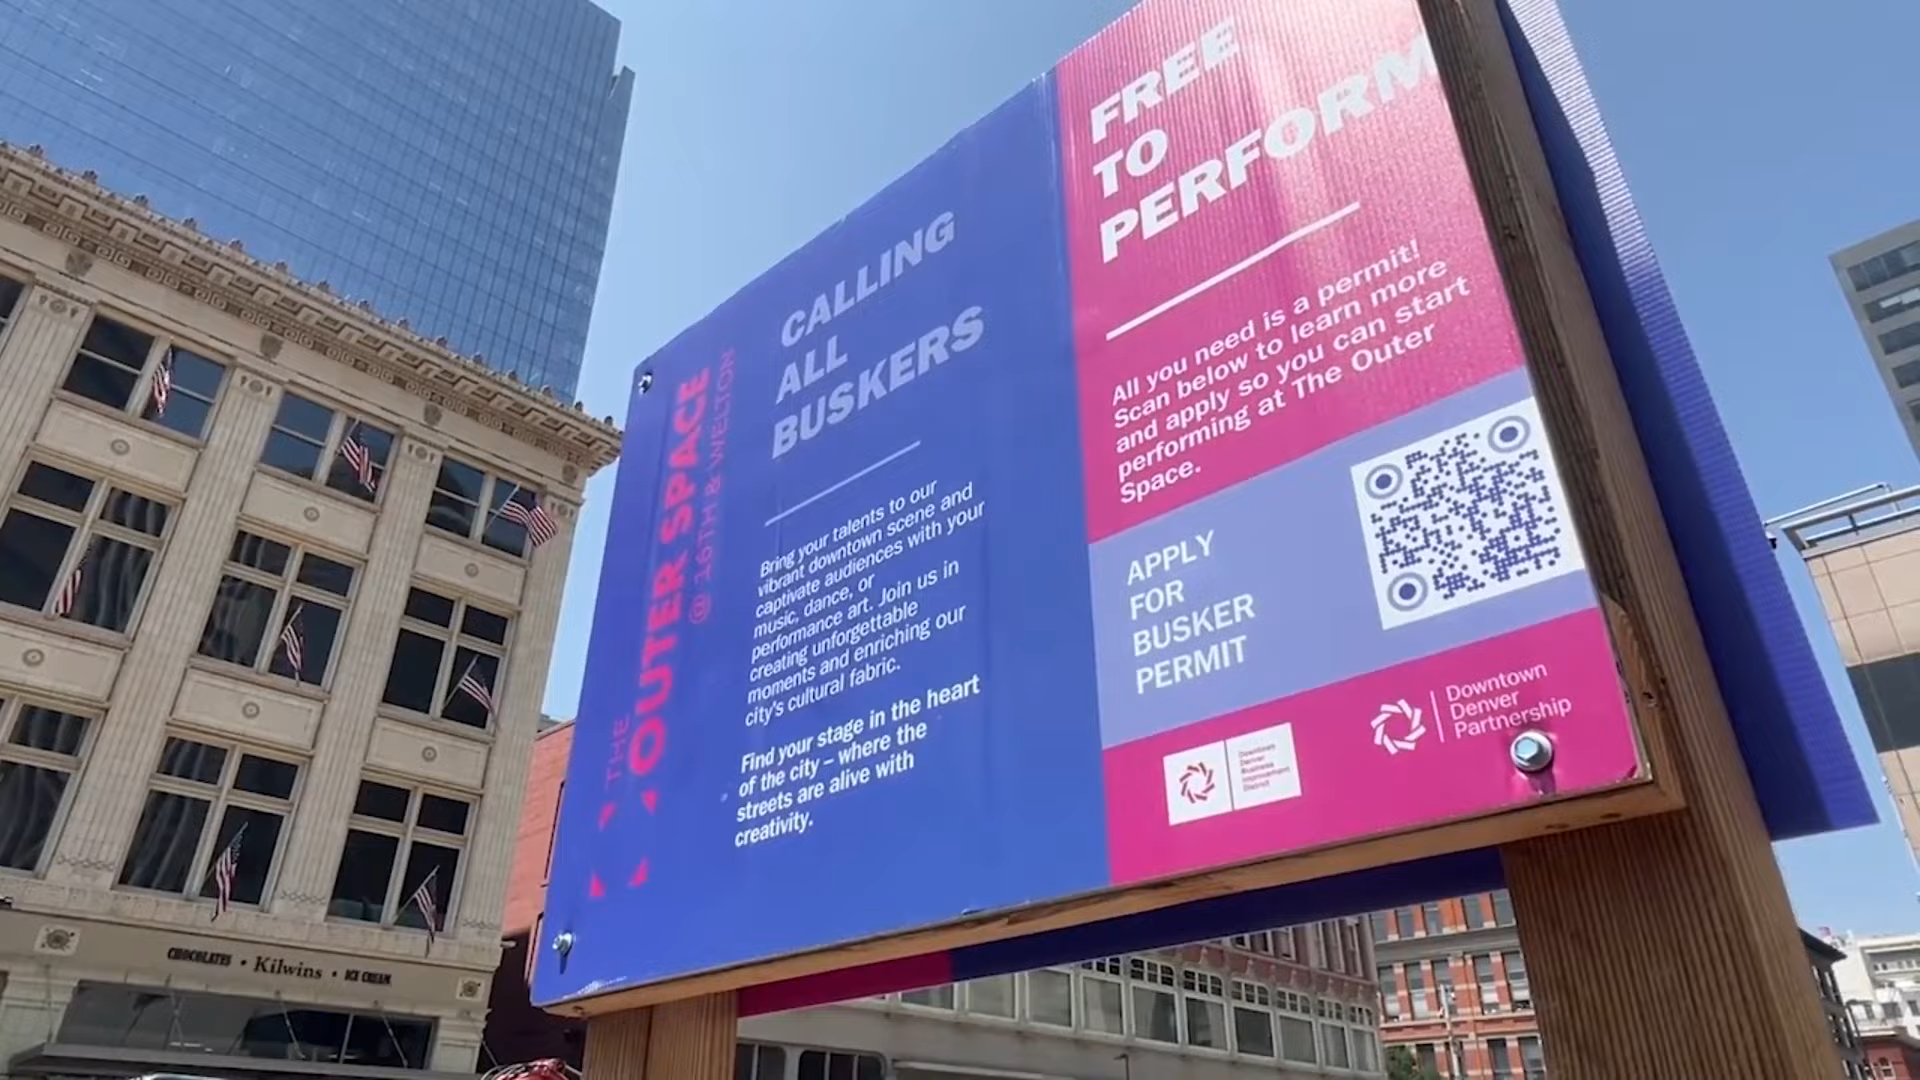 THE
OUTER SPACE
@ 16TH & WELTON
CALLING
ALL
BUSKERS
Bring your talents to our
vibrant downtown scene and
captivate audiences with your
music, dance, or
performance art. Join us in
creating unforgettable
moments and enriching our
city's cultural fabric.
Find your stage in the heart
of the city – where the
streets are alive with
creativity.
FREE
TO
PERFORM
All you need is a permit!
Scan below to learn more
and apply so you can start
performing at The Outer
Space.
APPLY
FOR
BUSKER
PERMIT
Downtown
Denver
Business
Improvement
District
Downtown
Denver
Partnership
CHOCOLATES • Kilwins • ICE CREAM